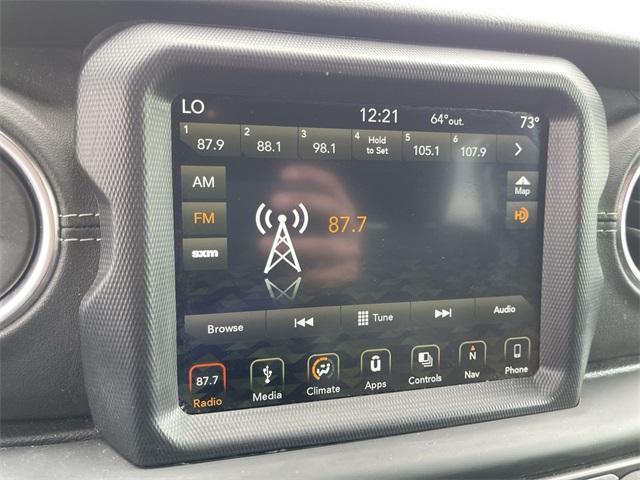 LO 12:21 64°out. 73°
1 87.9 2 88.1 3 98.1 4 Hold to Set 5 105.1 6 107.9
AM
Map
FM 87.7 HD
sxm
Browse Tune Audio
87.7 N
Radio Media Climate Apps Controls Nav Phone